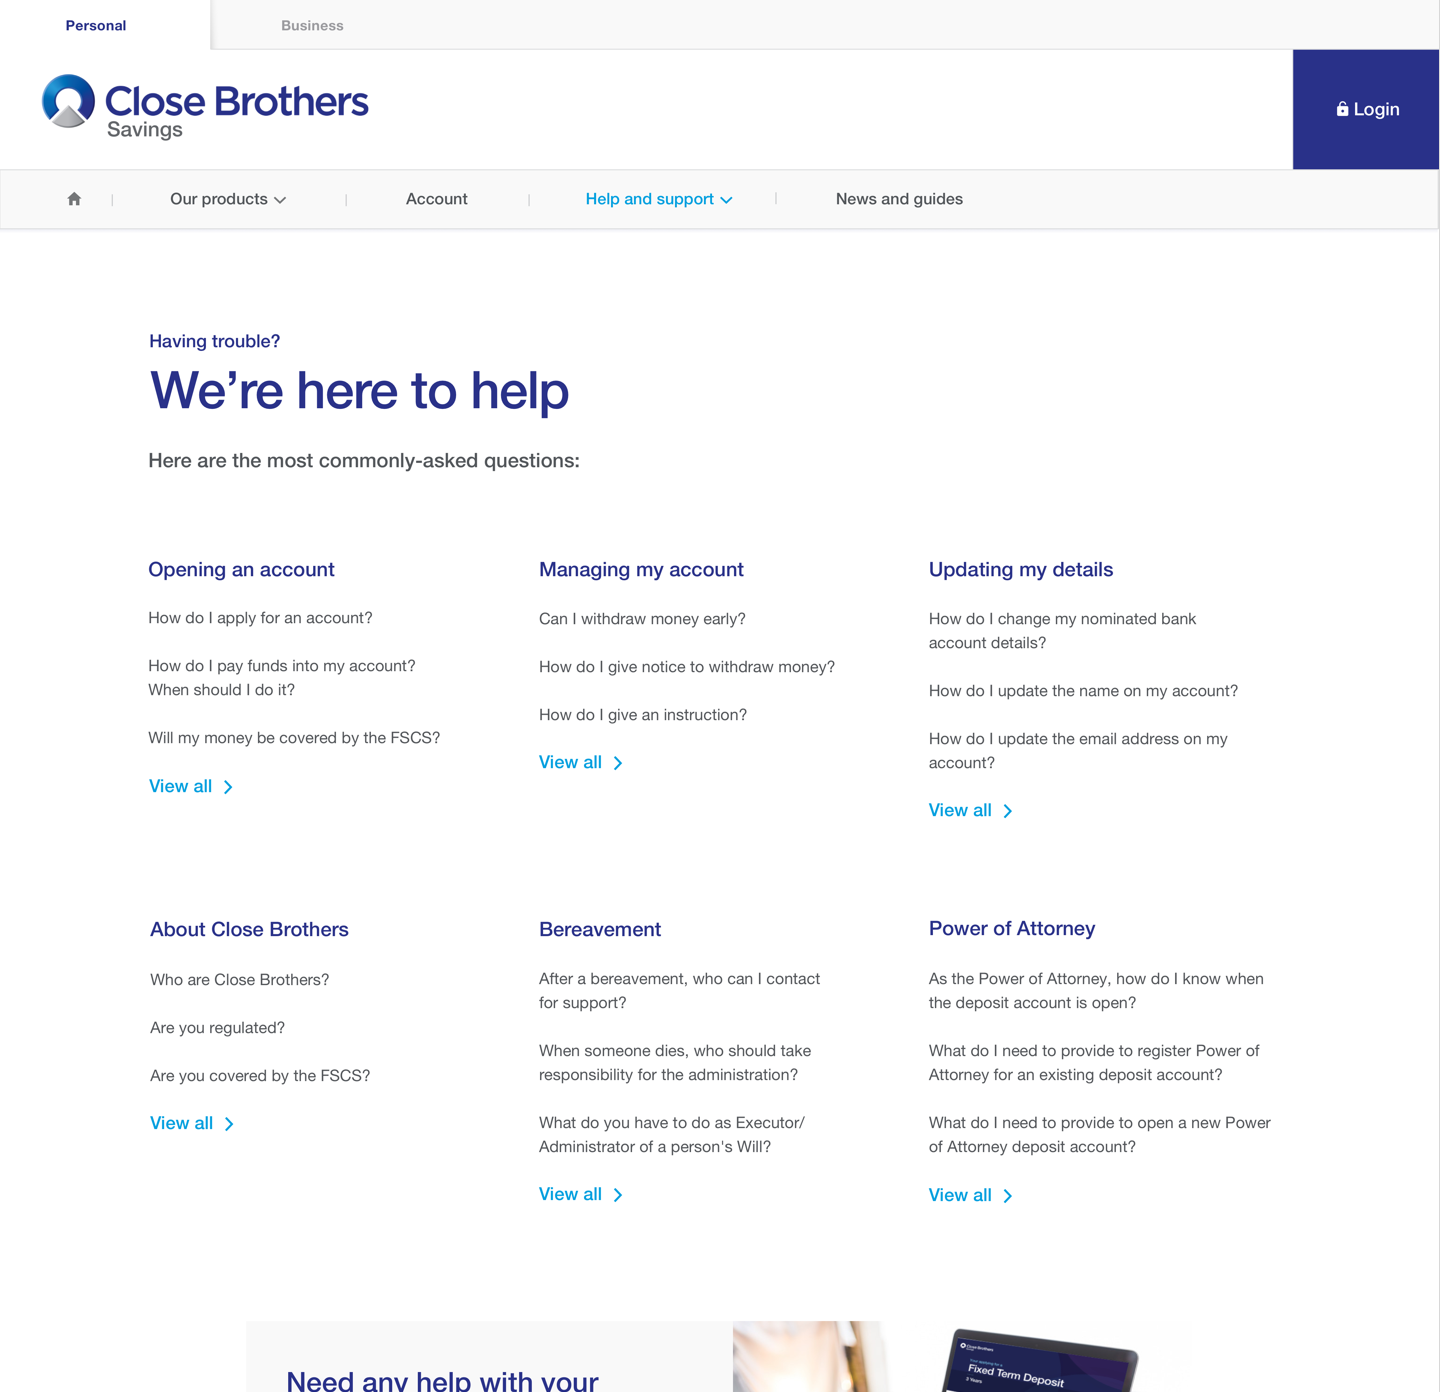 Personal
Business
Close Brothers
Savings
Login
Our products
Account
Help and support
News and guides
Having trouble?
We’re here to help
Here are the most commonly-asked questions:
Opening an account
How do I apply for an account?
How do I pay funds into my account?
When should I do it?
Will my money be covered by the FSCS?
View all
Managing my account
Can I withdraw money early?
How do I give notice to withdraw money?
How do I give an instruction?
View all
Updating my details
How do I change my nominated bank
account details?
How do I update the name on my account?
How do I update the email address on my
account?
View all
About Close Brothers
Who are Close Brothers?
Are you regulated?
Are you covered by the FSCS?
View all
Bereavement
After a bereavement, who can I contact
for support?
When someone dies, who should take
responsibility for the administration?
What do you have to do as Executor/
Administrator of a person's Will?
View all
Power of Attorney
As the Power of Attorney, how do I know when
the deposit account is open?
What do I need to provide to register Power of
Attorney for an existing deposit account?
What do I need to provide to open a new Power
of Attorney deposit account?
View all
Need any help with your
Close Brothers
Fixed Term Deposit
2 Years